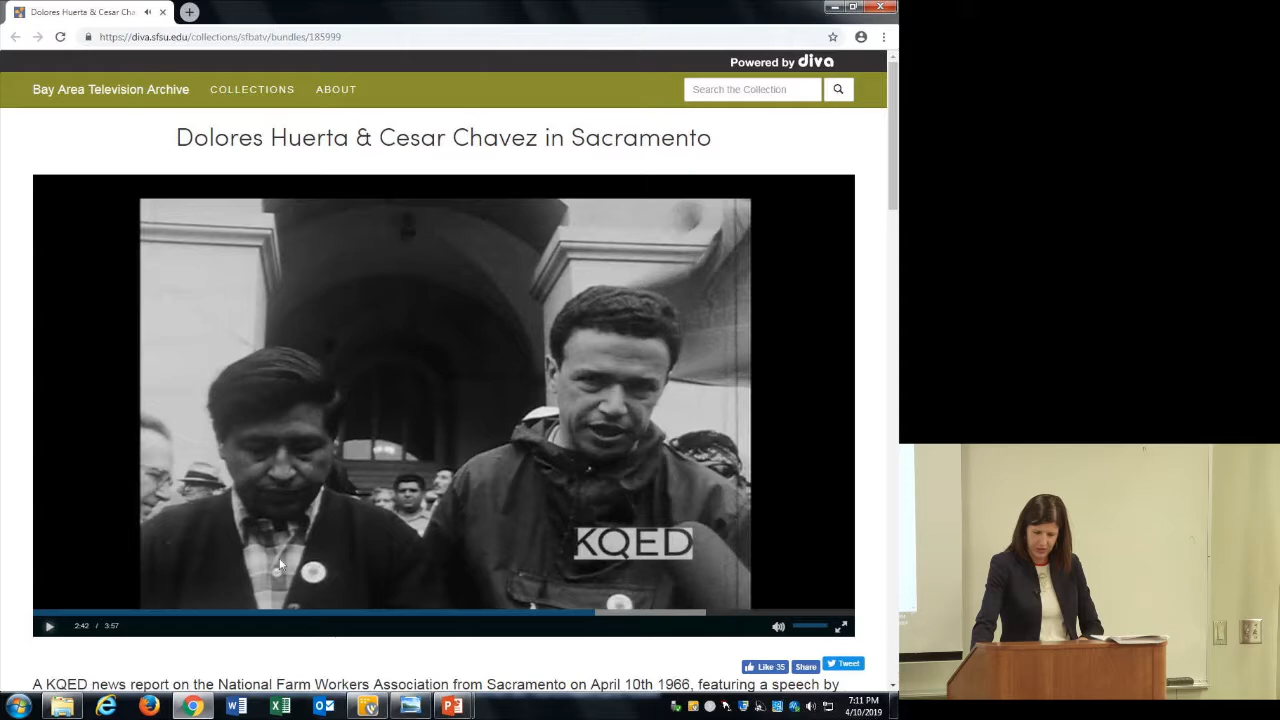 Dolores Huerta & Cesar Cha
https://diva.sfsu.edu/collections/sfbatv/bundles/185999
Powered by diva
Bay Area Television Archive COLLECTIONS ABOUT Search the Collection
Dolores Huerta & Cesar Chavez in Sacramento
KQED
2:42 / 3:57
Like 35 Share Tweet
A KQED news report on the National Farm Workers Association from Sacramento on April 10th 1966, featuring a speech by
7:11 PM
4/10/2019